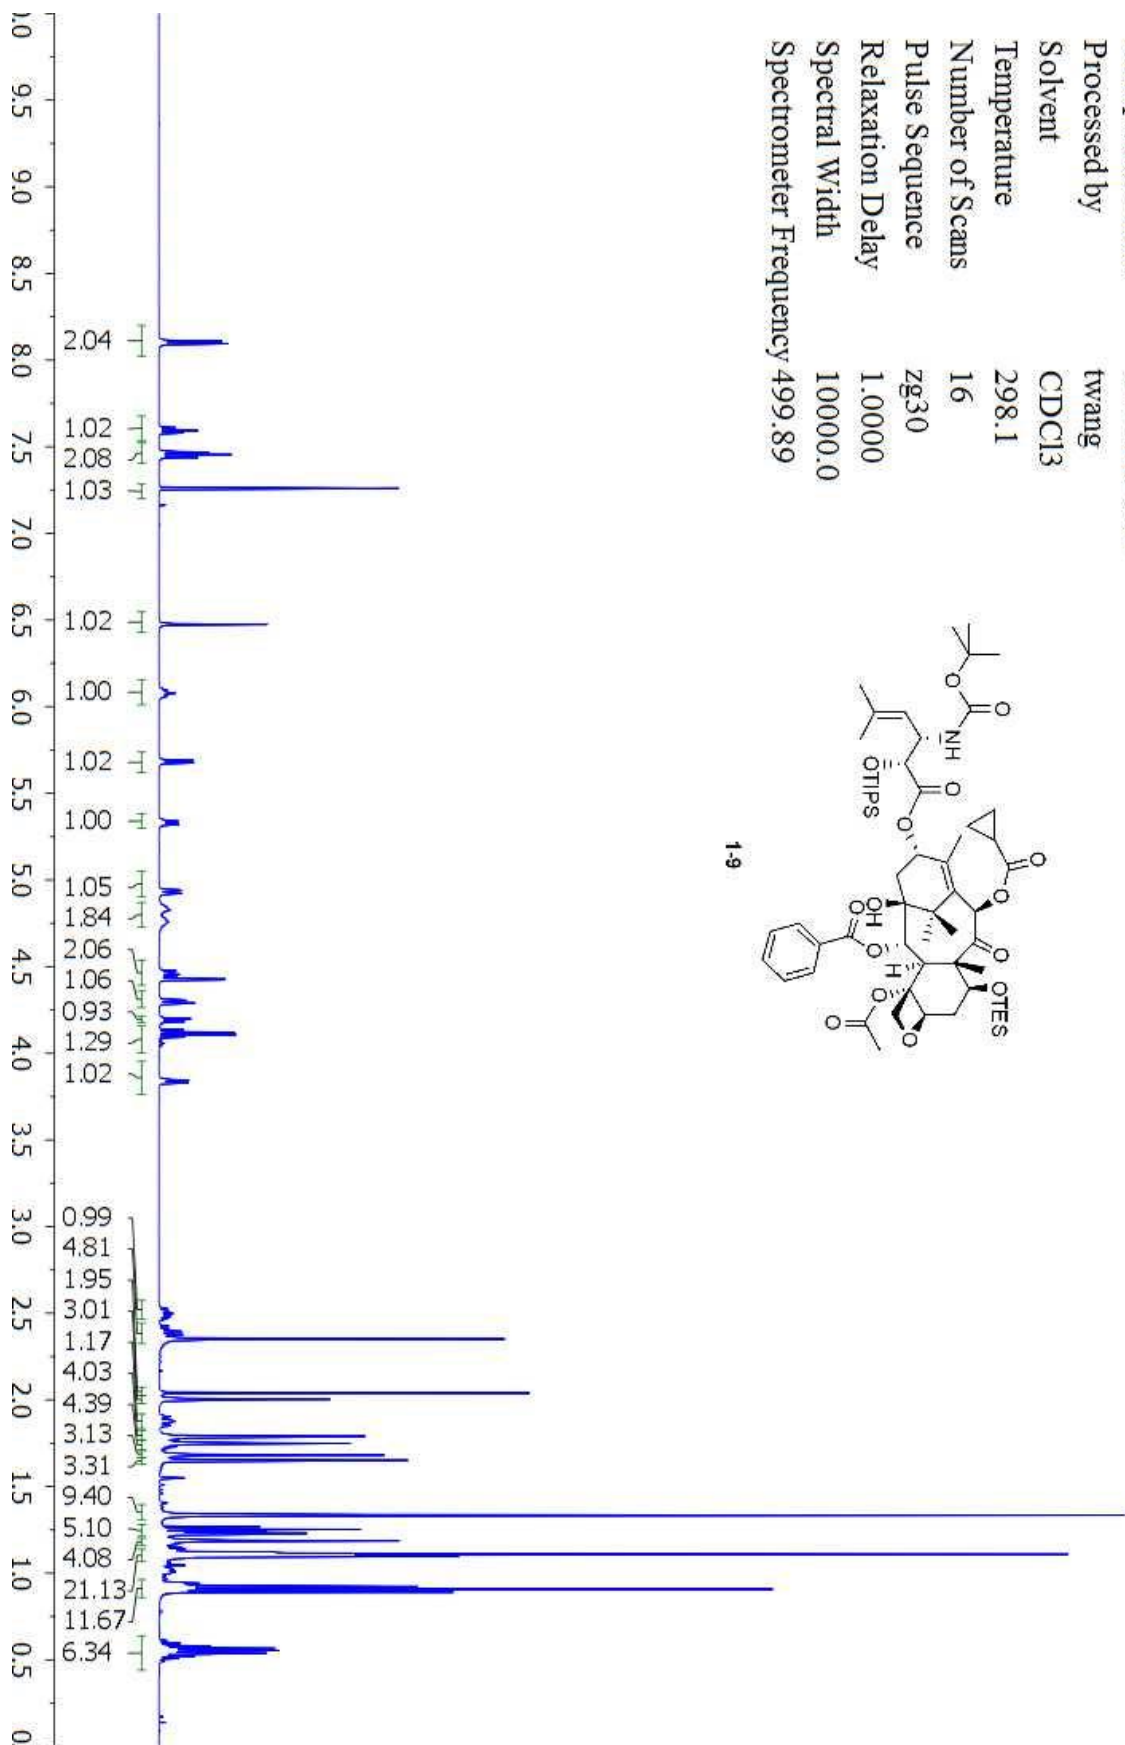 Processed by twang
Solvent CDCl3
Temperature 298.1
Number of Scans 16
Pulse Sequence zg30
Relaxation Delay 1.0000
Spectral Width 10000.0
Spectrometer Frequency 499.89
O
O
NH
O
OTIPS
O
O
O
O
OTES
OH
O
O
H
O
O
O
1-9
2.04
1.02
2.08
1.03
1.02
1.00
1.02
1.00
1.05
1.84
2.06
1.06
0.93
1.29
1.02
0.99
4.81
1.95
3.01
1.17
4.03
4.39
3.13
3.31
9.40
5.10
4.08
21.13
11.67
6.34
9.5 9.0 8.5 8.0 7.5 7.0 6.5 6.0 5.5 5.0 4.5 4.0 3.5 3.0 2.5 2.0 1.5 1.0 0.5